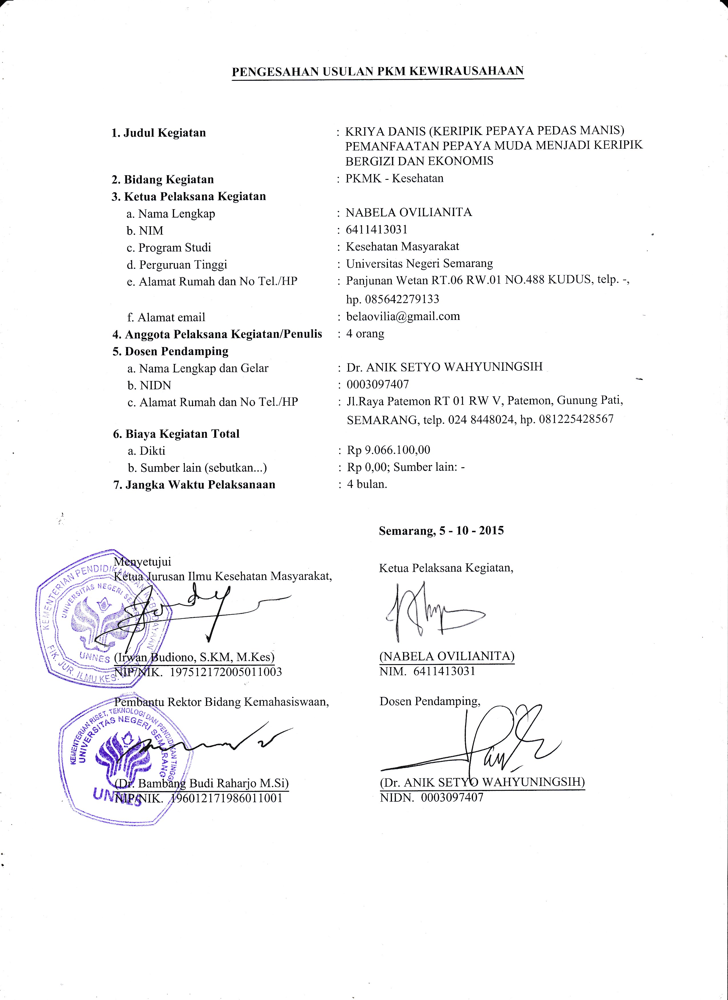 PENGESAHAN USULAN PKM KEWIRAUSAHAAN
1. Judul Kegiatan : KRIYA DANIS (KERIPIK PEPAYA PEDAS MANIS)
PEMANFAATAN PEPAYA MUDA MENJADI KERIPIK
BERGIZI DAN EKONOMIS
2. Bidang Kegiatan : PKMK - Kesehatan
3. Ketua Pelaksana Kegiatan
a. Nama Lengkap : NABELA OVILIANITA
b. NIM : 6411413031
c. Program Studi : Kesehatan Masyarakat
d. Perguruan Tinggi : Universitas Negeri Semarang
e. Alamat Rumah dan No Tel./HP : Panjunan Wetan RT.06 RW.01 NO.488 KUDUS, telp. -,
hp. 085642279133
f. Alamat email : belaovilia@gmail.com
4. Anggota Pelaksana Kegiatan/Penulis : 4 orang
5. Dosen Pendamping
a. Nama Lengkap dan Gelar : Dr. ANIK SETYO WAHYUNINGSIH
b. NIDN : 0003097407
c. Alamat Rumah dan No Tel./HP : Jl.Raya Patemon RT 01 RW V, Patemon, Gunung Pati,
SEMARANG, telp. 024 8448024, hp. 081225428567
6. Biaya Kegiatan Total
a. Dikti : Rp 9.066.100,00
b. Sumber lain (sebutkan...) : Rp 0,00; Sumber lain: -
7. Jangka Waktu Pelaksanaan : 4 bulan.
Semarang, 5 - 10 - 2015
Menyetujui
Ketua Jurusan Ilmu Kesehatan Masyarakat,
Ketua Pelaksana Kegiatan,
KEMENTERIAN PENDIDIKAN DAN KEBUDAYAAN
UNIVERSITAS NEGERI SEMARANG
UNNES
FIK. JUR. ILMU KES.
(Irwan Budiono, S.KM, M.Kes)
NIP/NIK. 197512172005011003
(NABELA OVILIANITA)
NIM. 6411413031
Pembantu Rektor Bidang Kemahasiswaan,
Dosen Pendamping,
KEMENTERIAN RISET, TEKNOLOGI DAN PENDIDIKAN TINGGI
UNIVERSITAS NEGERI SEMARANG
UNNES
(Dr. Bambang Budi Raharjo M.Si)
NIP/NIK. 196012171986011001
(Dr. ANIK SETYO WAHYUNINGSIH)
NIDN. 0003097407